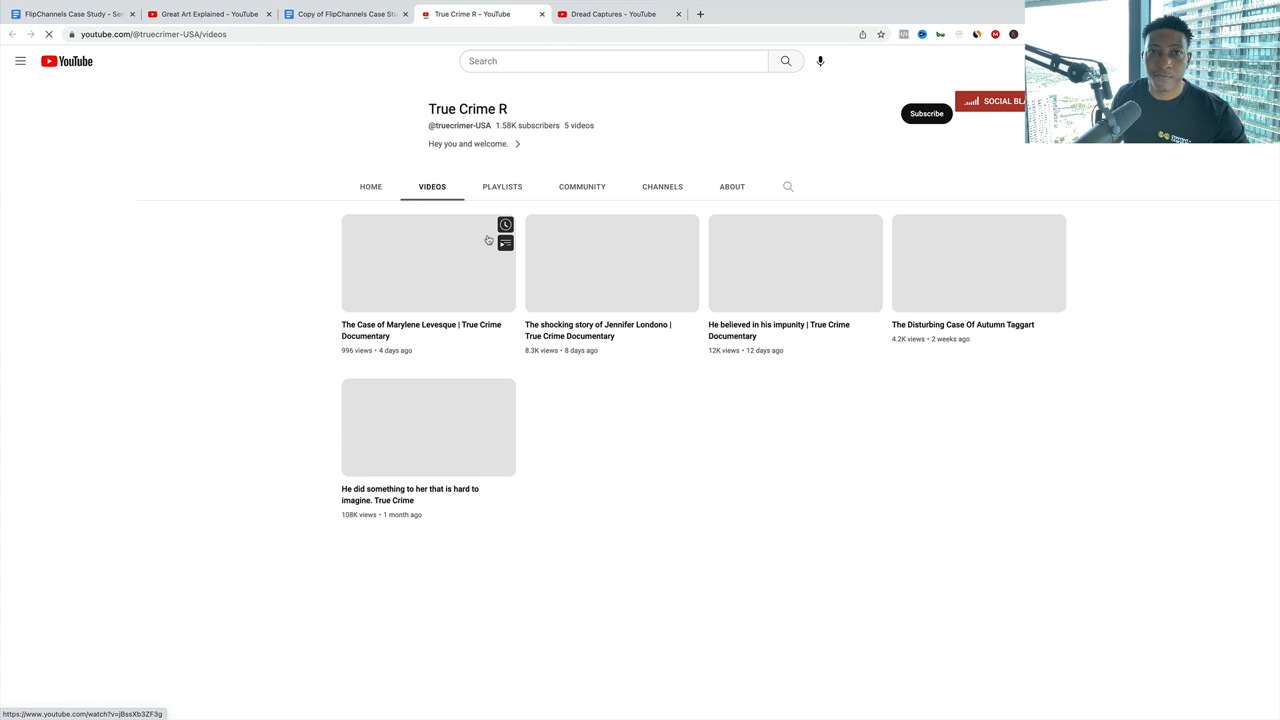 FlipChannels Case Study - Se
Great Art Explained - YouTube
Copy of FlipChannels Case Stu
True Crime R - YouTube
Dread Captures - YouTube
youtube.com/@truecrimer-USA/videos
YouTube
Search
True Crime R
@truecrimer-USA 1.58K subscribers 5 videos
Hey you and welcome.
Subscribe
SOCIAL BLA
HOME
VIDEOS
PLAYLISTS
COMMUNITY
CHANNELS
ABOUT
The Case of Marylene Levesque | True Crime
Documentary
996 views • 4 days ago
The shocking story of Jennifer Londono |
True Crime Documentary
8.3K views • 8 days ago
He believed in his impunity | True Crime
Documentary
12K views • 12 days ago
The Disturbing Case Of Autumn Taggart
4.2K views • 2 weeks ago
He did something to her that is hard to
imagine. True Crime
108K views • 1 month ago
https://www.youtube.com/watch?v=jBssXb3ZF3g